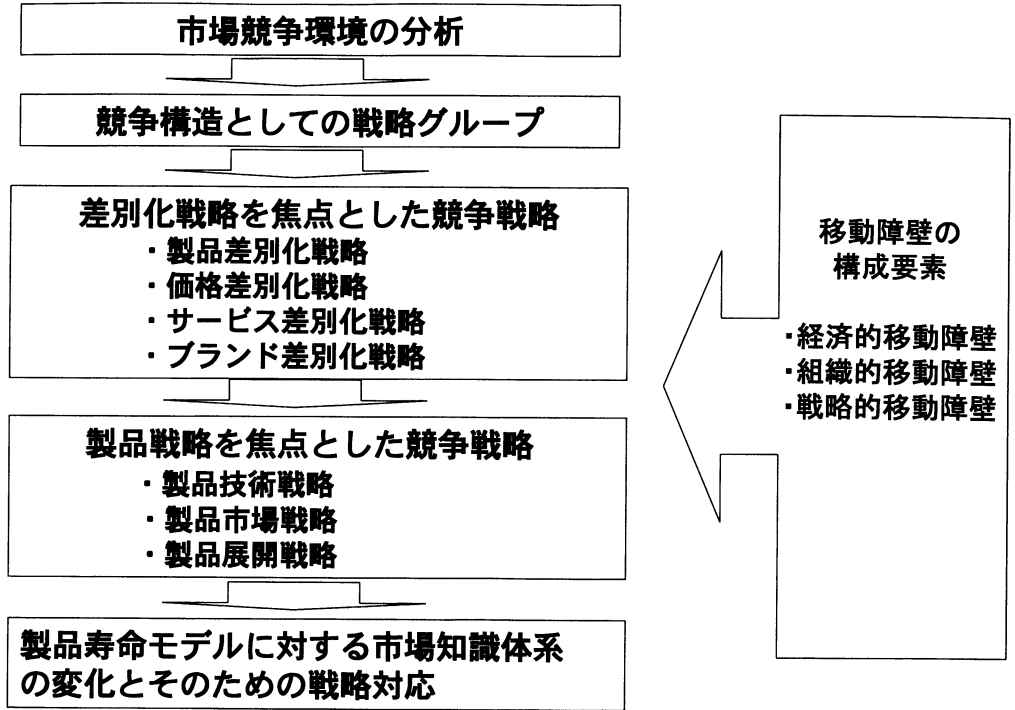 市場競争環境の分析
競争構造としての戦略グループ
差別化戦略を焦点とした競争戦略
・製品差別化戦略
・価格差別化戦略
・サービス差別化戦略
・ブランド差別化戦略
製品戦略を焦点とした競争戦略
・製品技術戦略
・製品市場戦略
・製品展開戦略
製品寿命モデルに対する市場知識体系
の変化とそのための戦略対応
移動障壁の
構成要素
・経済的移動障壁
・組織的移動障壁
・戦略的移動障壁